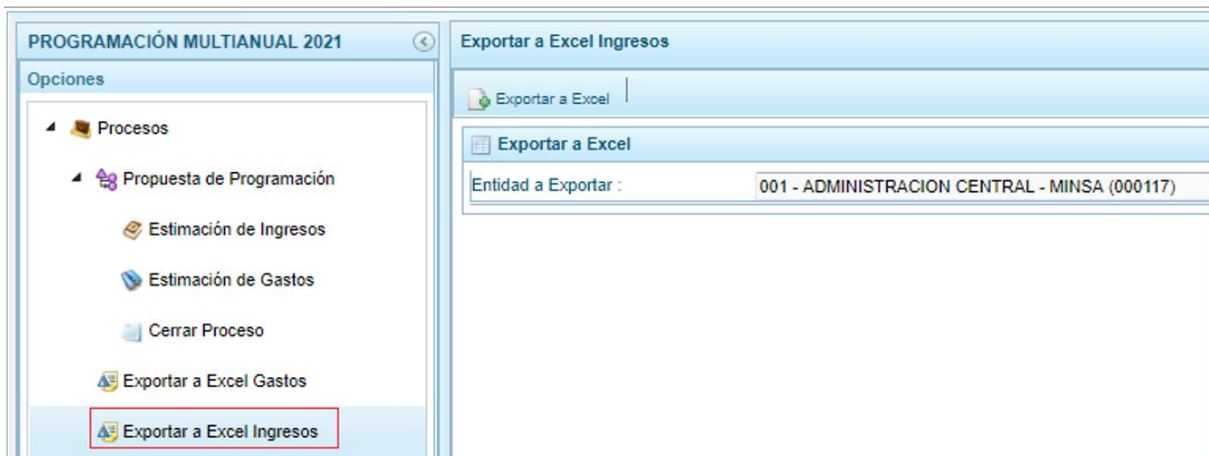 PROGRAMACIÓN MULTIANUAL 2021
Opciones
Procesos
Propuesta de Programación
Estimación de Ingresos
Estimación de Gastos
Cerrar Proceso
Exportar a Excel Gastos
Exportar a Excel Ingresos
Exportar a Excel Ingresos
Exportar a Excel
Exportar a Excel
Entidad a Exportar : 001 - ADMINISTRACION CENTRAL - MINSA (000117)